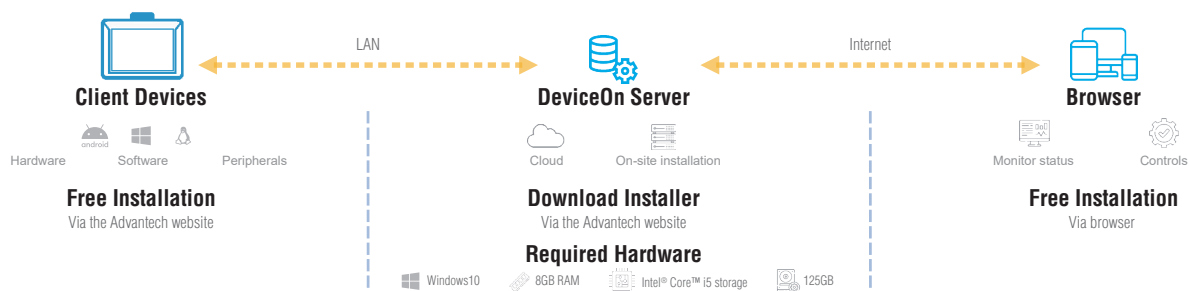 LAN
Internet
Client Devices
DeviceOn Server
Browser
android
Hardware
Software
Peripherals
Cloud
On-site installation
Monitor status
Controls
Free Installation
Via the Advantech website
Download Installer
Via the Advantech website
Free Installation
Via browser
Required Hardware
Windows10
8GB RAM
Intel® Core™ i5 storage
125GB